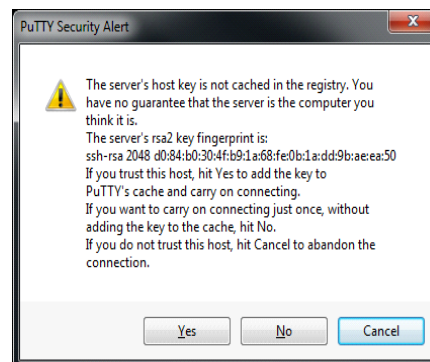 PuTTY Security Alert
The server's host key is not cached in the registry. You
have no guarantee that the server is the computer you
think it is.
The server's rsa2 key fingerprint is:
ssh-rsa 2048 d0:84:b0:30:4f:b9:1a:68:fe:0b:1a:dd:9b:ae:ea:50
If you trust this host, hit Yes to add the key to
PuTTY's cache and carry on connecting.
If you want to carry on connecting just once, without
adding the key to the cache, hit No.
If you do not trust this host, hit Cancel to abandon the
connection.
Yes No Cancel